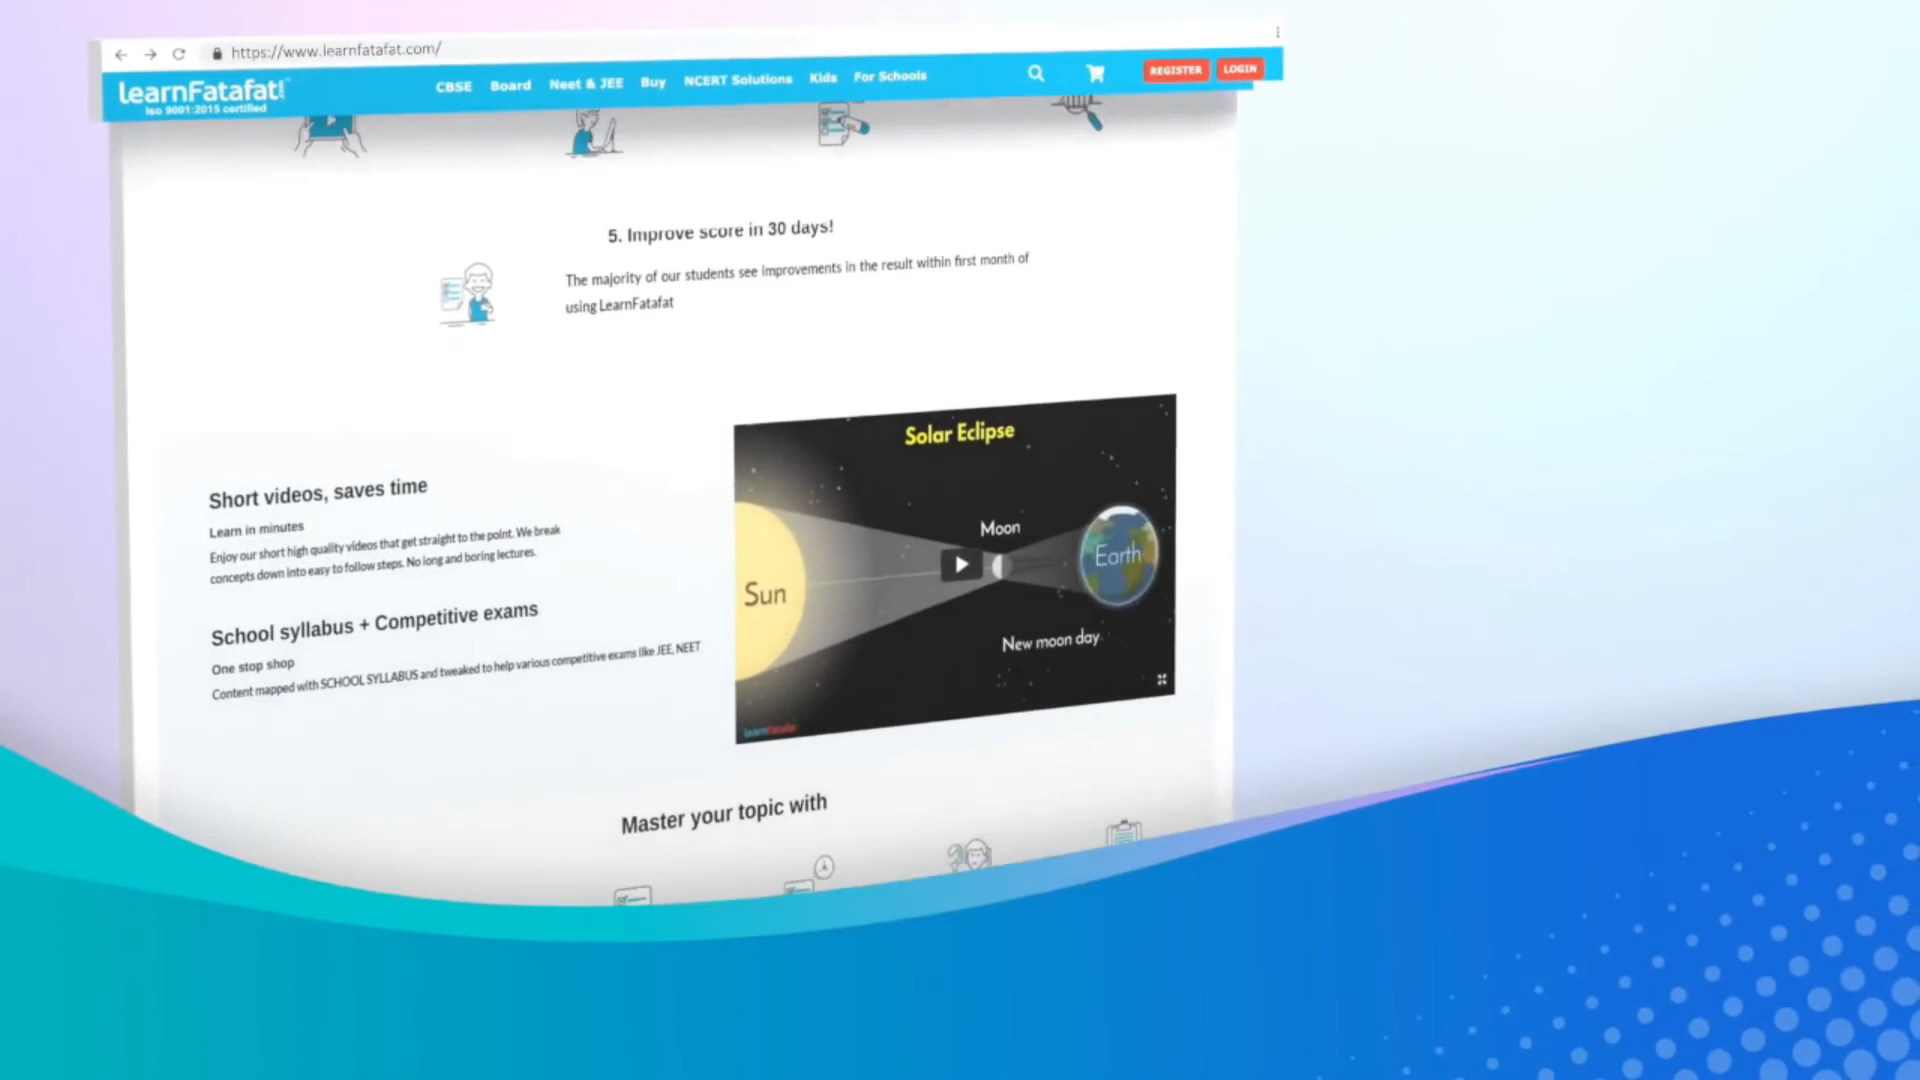 https://www.learnfatafat.com/
learnFatafat!™
Iso 9001:2015 certified
CBSE Board Neet & JEE Buy NCERT Solutions Kids For Schools
REGISTER LOGIN
5. Improve score in 30 days!
The majority of our students see improvements in the result within first month of
using LearnFatafat
Short videos, saves time
Learn in minutes
Enjoy our short high quality videos that get straight to the point. We break
concepts down into easy to follow steps. No long and boring lectures.
School syllabus + Competitive exams
One stop shop
Content mapped with SCHOOL SYLLABUS and tweaked to help various competitive exams like JEE, NEET
Solar Eclipse
Moon
Earth
Sun
New moon day
learnfatafat
Master your topic with